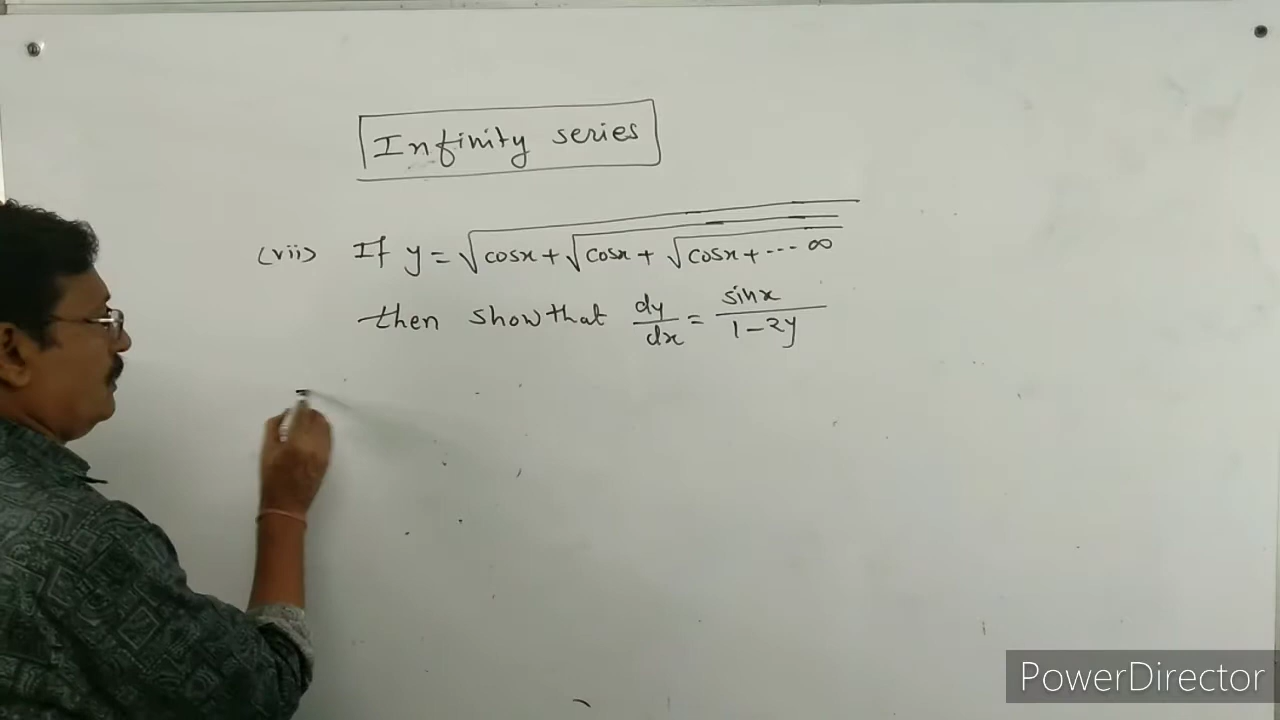 Infinity series
(vii) If y = √(cosx + √(cosx + √(cosx + --- ∞
then show that dy/dx = sinx/(1-2y)
PowerDirector